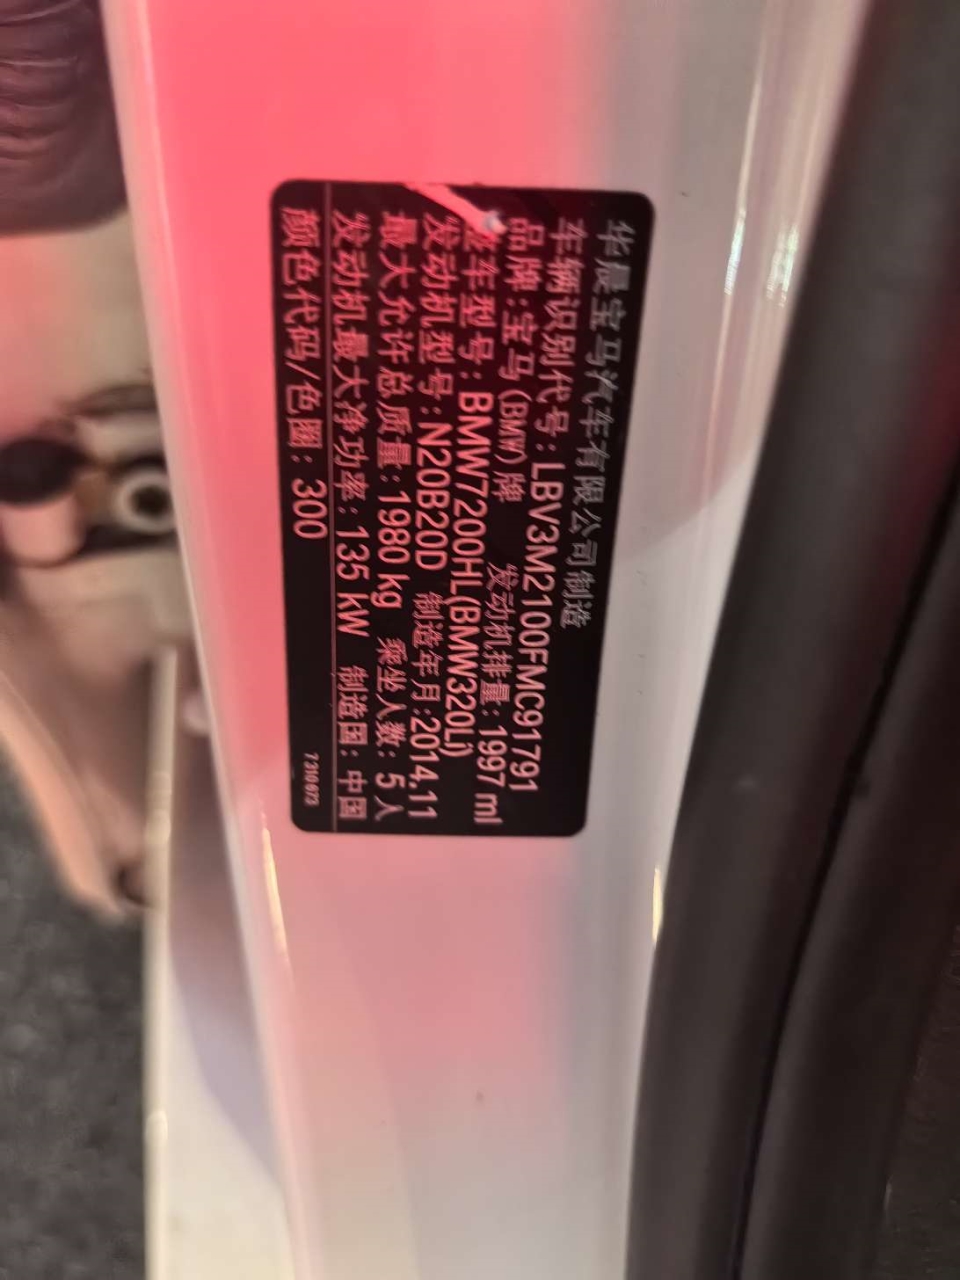 华晨宝马汽车有限公司制造
车辆识别代号：LBV3M2100FMC91791
品牌：宝马（BMW）牌 发动机排量：1997 ml
整车型号：BMW7200HL(BMW320Li)
发动机型号：N20B20D 制造年月：2014.11
最大允许总质量：1980 kg 乘坐人数：5人
发动机最大净功率：135 kW 制造国：中国
颜色代码/色圈：300
7310673